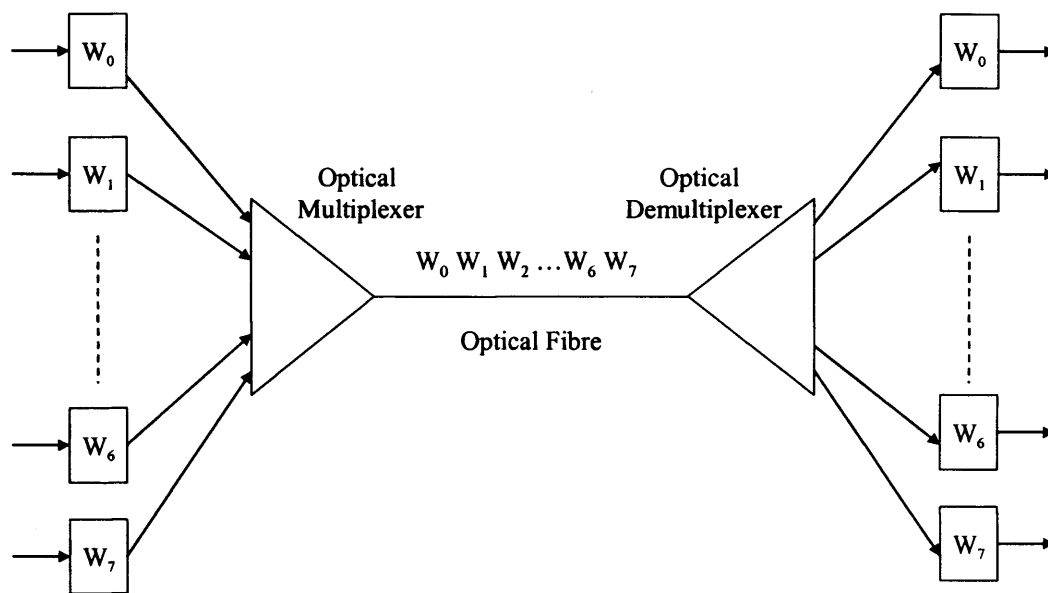 W₀
W₁
W₆
W₇
Optical
Multiplexer
W₀ W₁ W₂ ...W₆ W₇
Optical Fibre
Optical
Demultiplexer
W₀
W₁
W₆
W₇